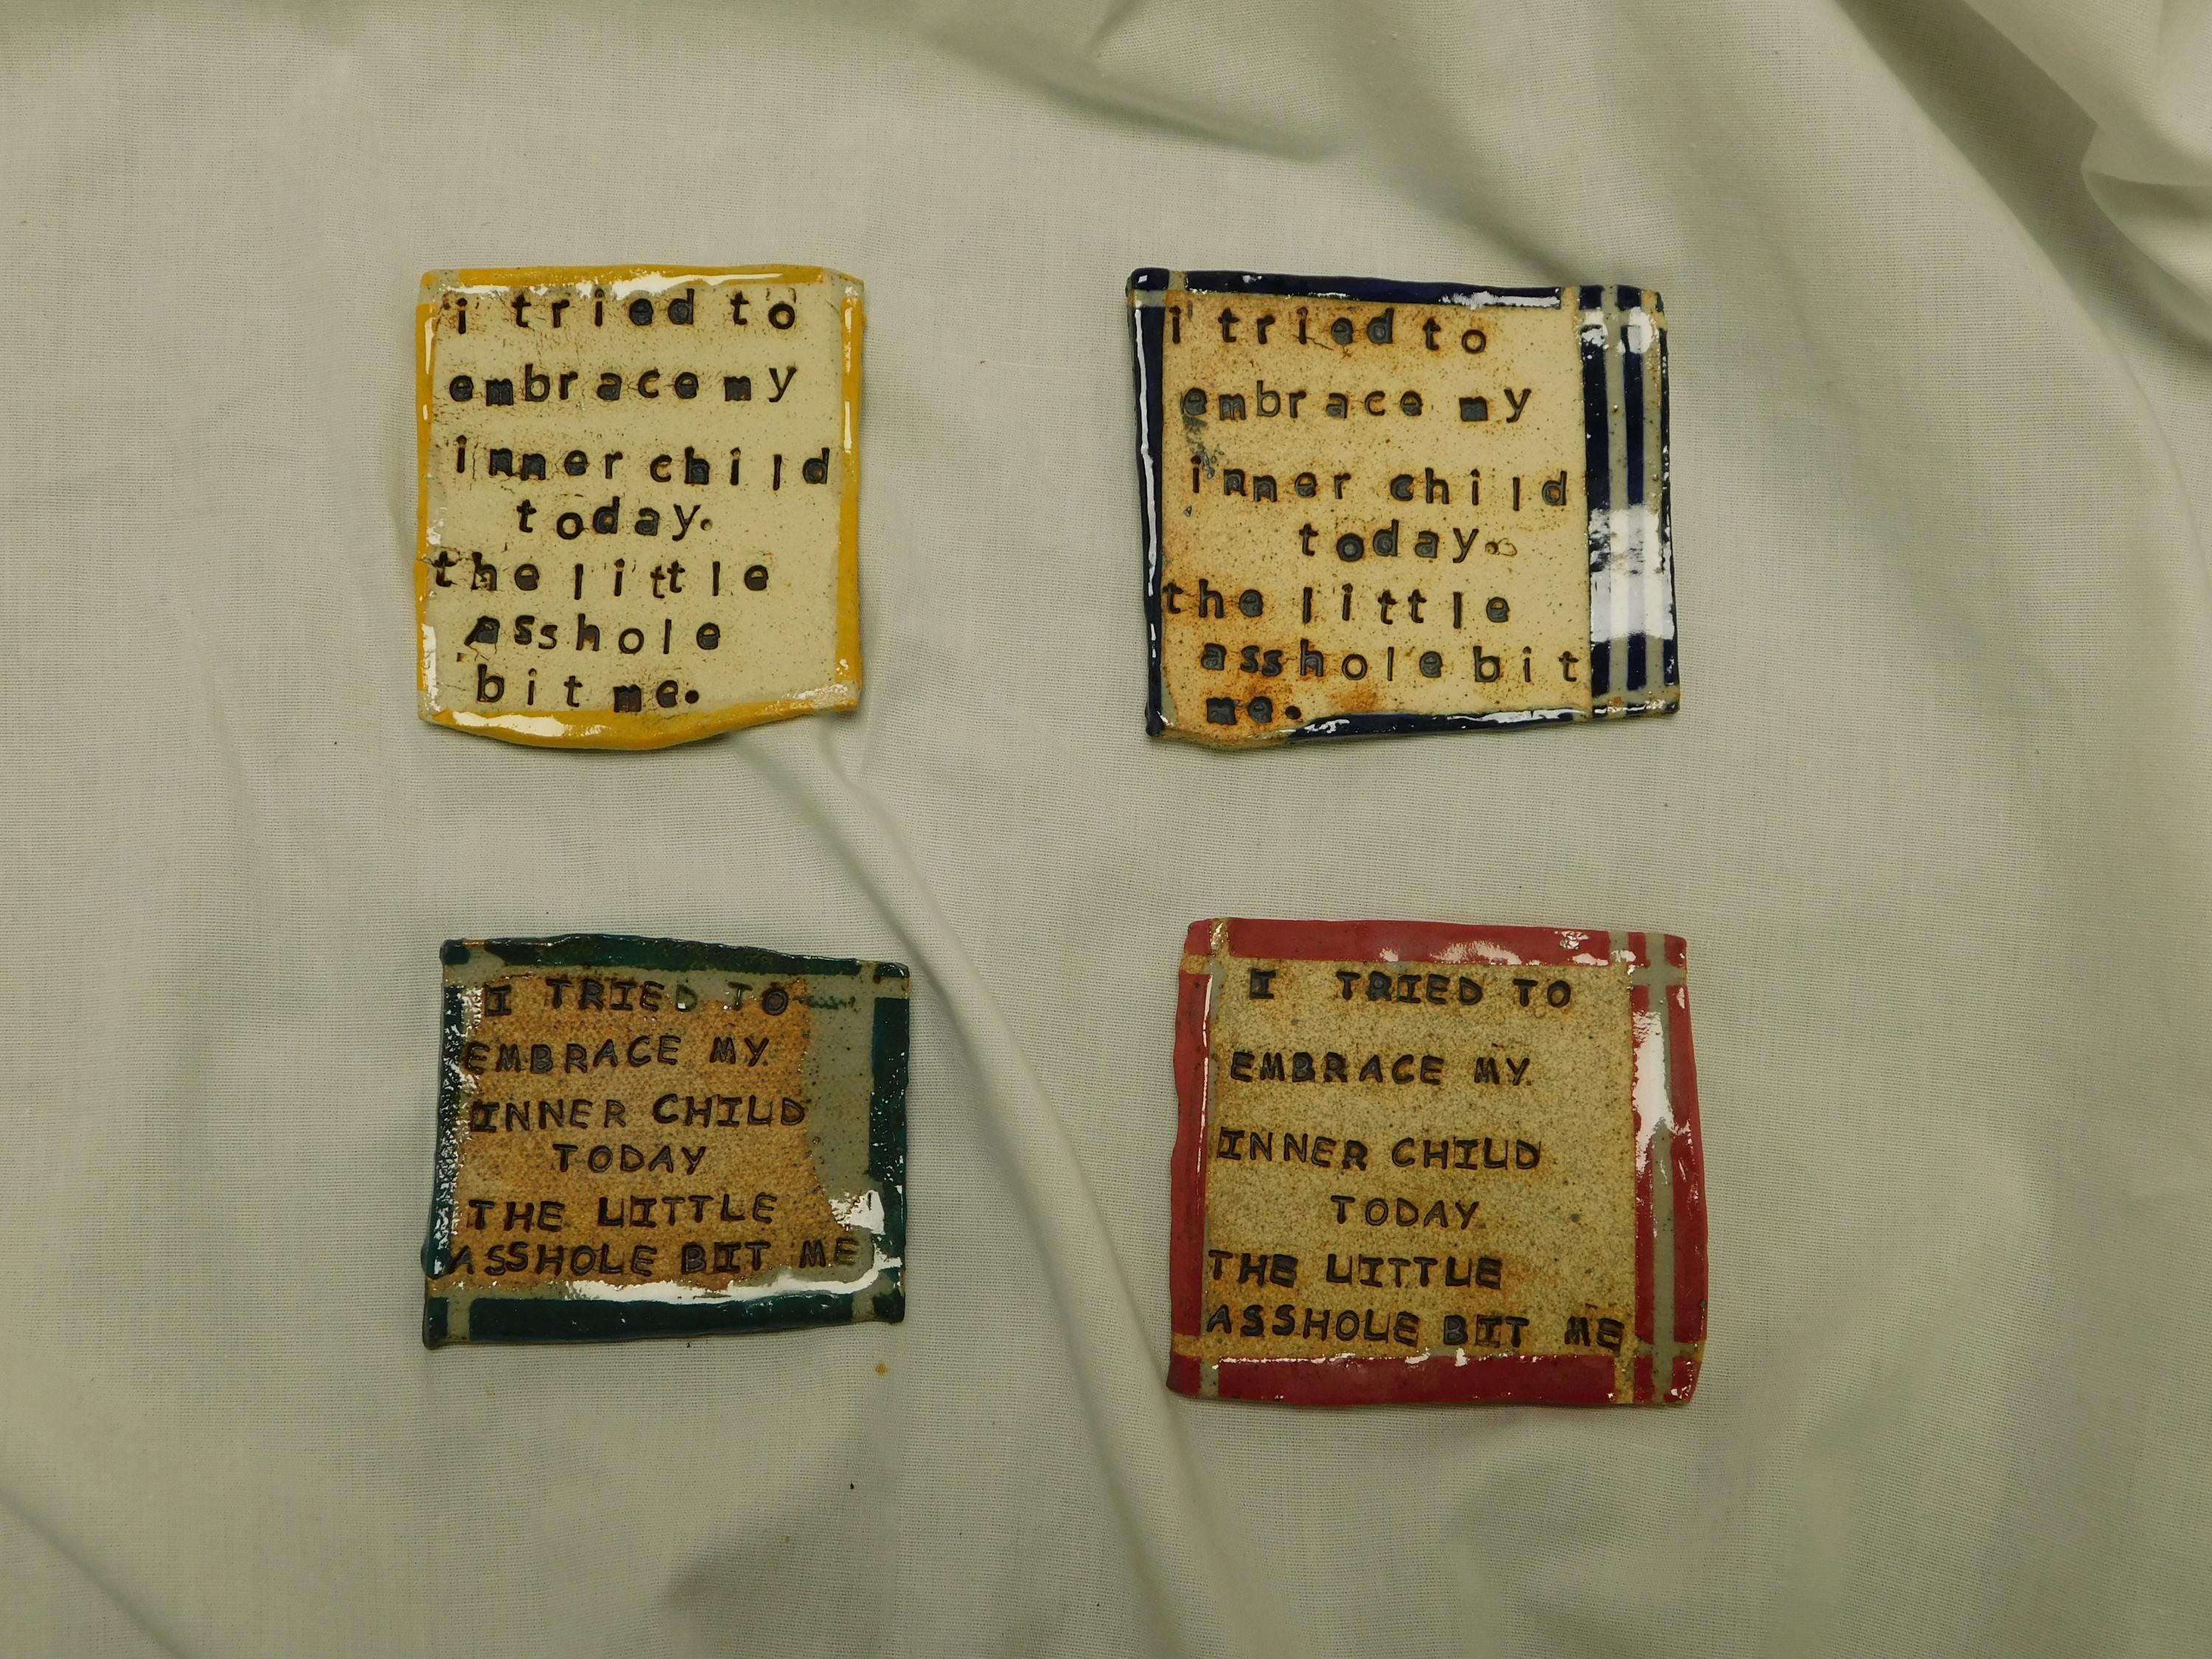 i tried to
embrace my
inner child
today.
the little
asshole
bit me.
i tried to
embrace my
inner child
today.
the little
asshole bit
me.
I TRIED TO
EMBRACE MY
INNER CHILD
TODAY
THE LITTLE
ASSHOLE BIT ME
I TRIED TO
EMBRACE MY
INNER CHILD
TODAY
THE LITTLE
ASSHOLE BIT ME